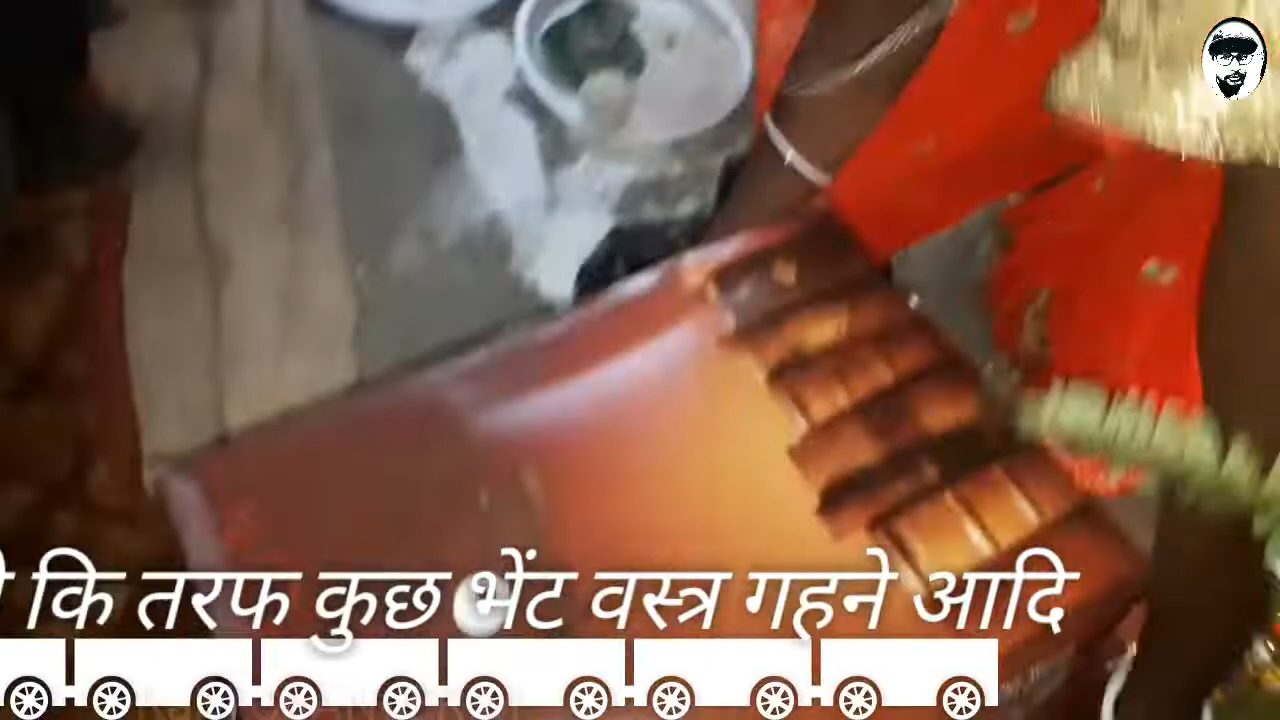 कि तरफ कुछ भेंट वस्त्र गहने आदि